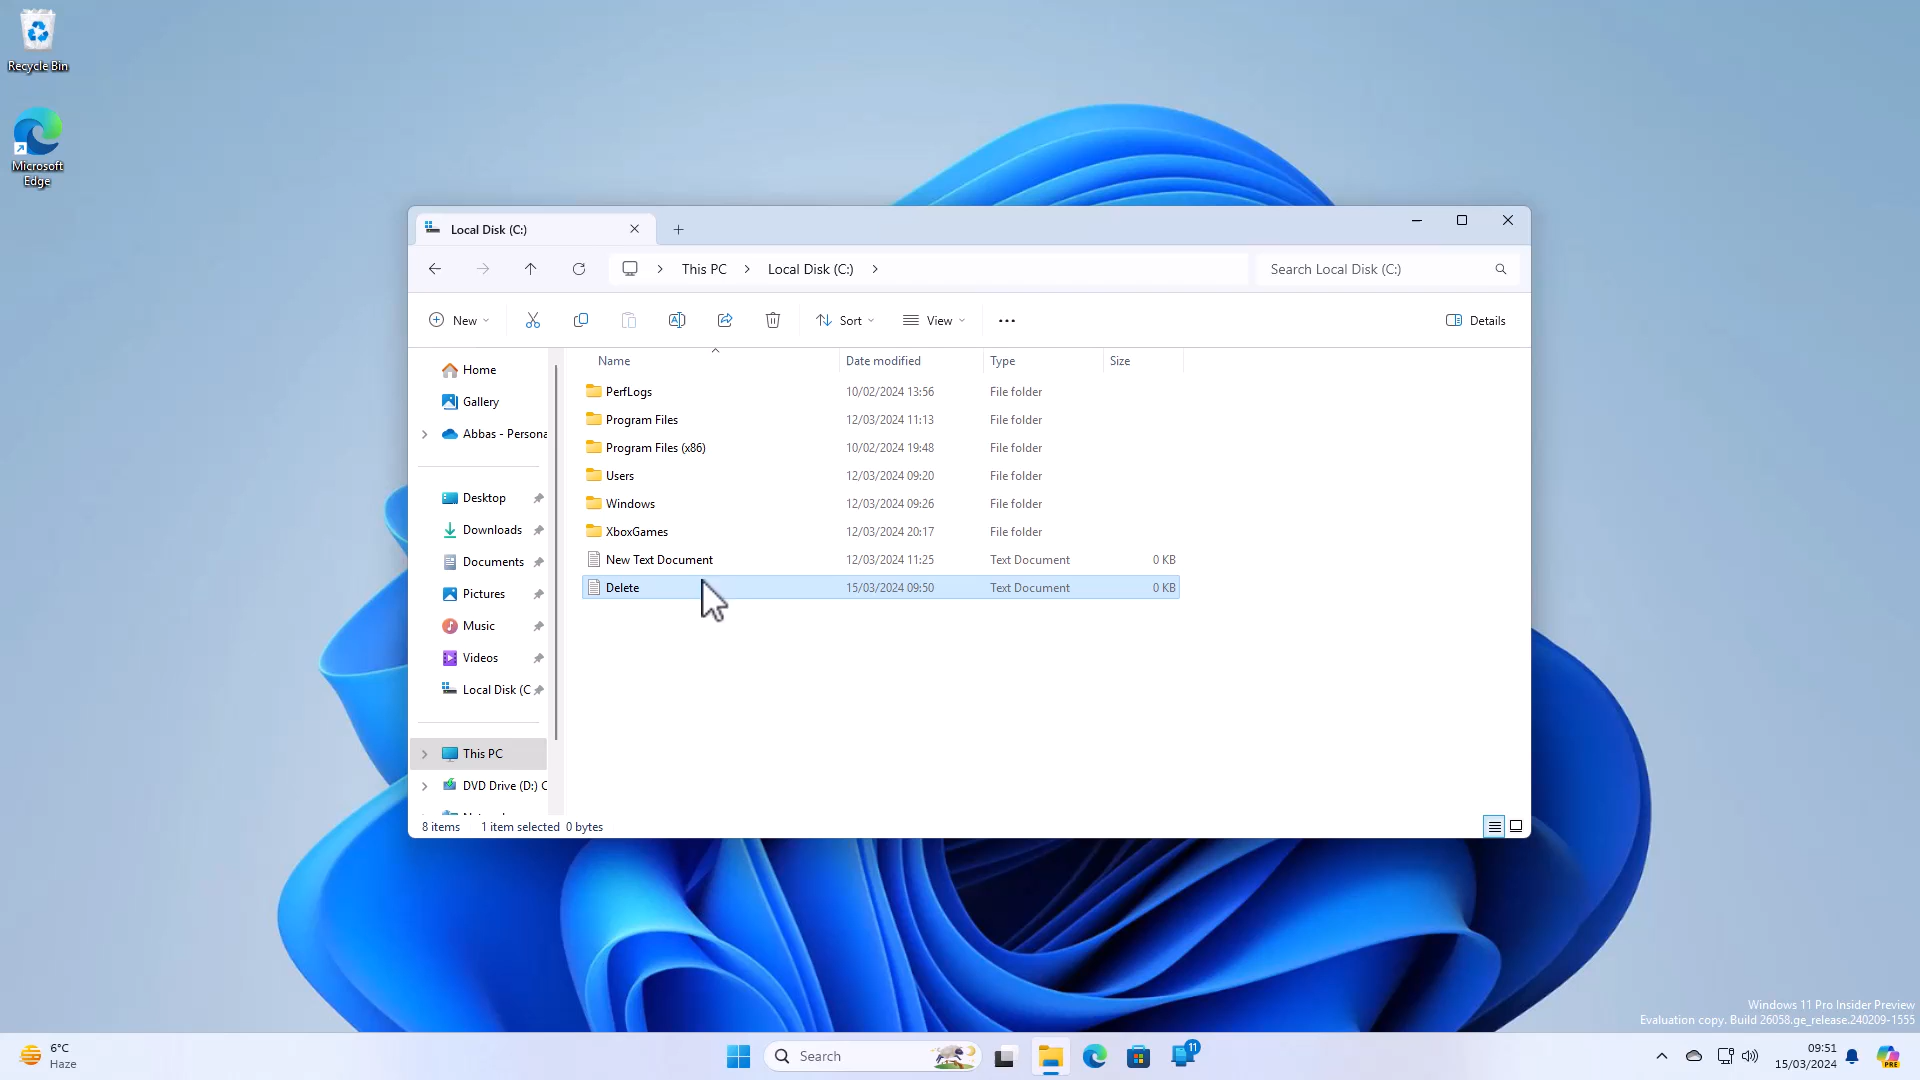 Recycle Bin
Microsoft
Edge
Local Disk (C:)
This PC
Local Disk (C:)
Search Local Disk (C:)
New
Sort
View
Details
Home
Gallery
Abbas - Persona
Desktop
Downloads
Documents
Pictures
Music
Videos
Local Disk (C
This PC
DVD Drive (D:) C
Name Date modified Type Size
PerfLogs 10/02/2024 13:56 File folder
Program Files 12/03/2024 11:13 File folder
Program Files (x86) 10/02/2024 19:48 File folder
Users 12/03/2024 09:20 File folder
Windows 12/03/2024 09:26 File folder
XboxGames 12/03/2024 20:17 File folder
New Text Document 12/03/2024 11:25 Text Document 0 KB
Delete 15/03/2024 09:50 Text Document 0 KB
8 items 1 item selected 0 bytes
Windows 11 Pro Insider Preview
Evaluation copy. Build 26058.ge_release.240209-1555
6°C
Haze
Search
11
09:51
15/03/2024
PRE